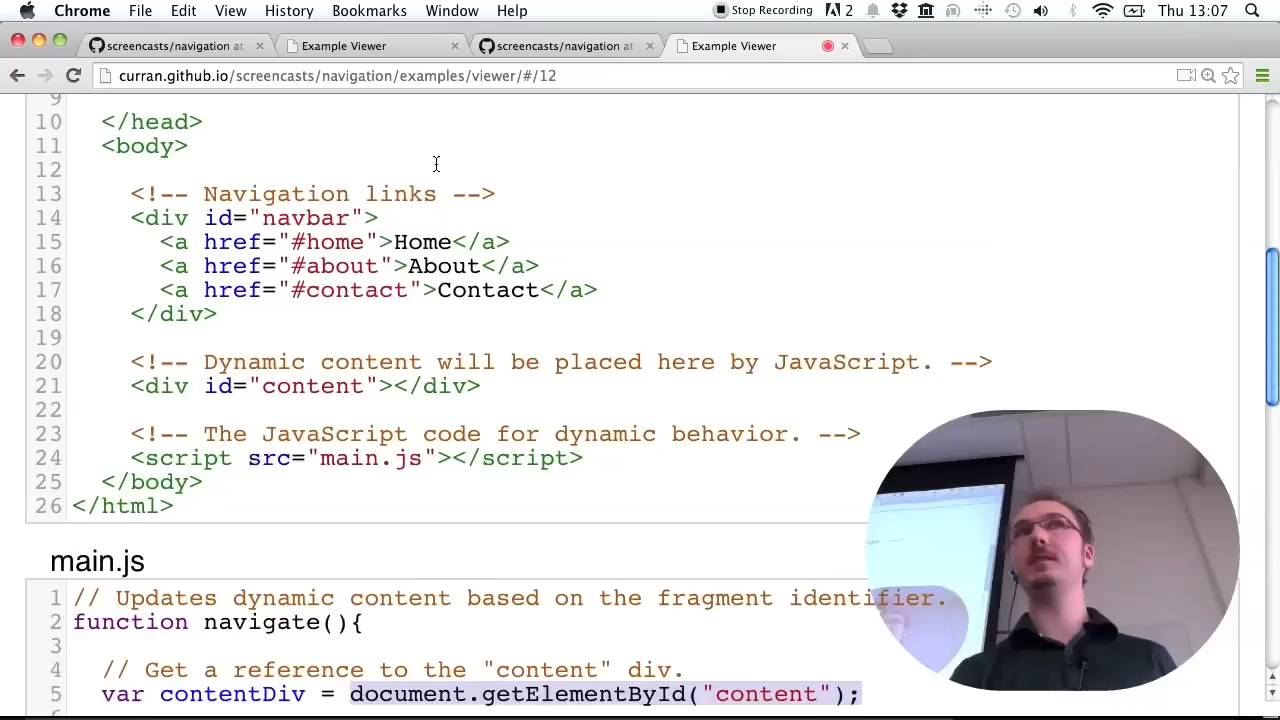 Chrome File Edit View History Bookmarks Window Help Stop Recording 2 Thu 13:07
screencasts/navigation at Example Viewer screencasts/navigation at Example Viewer
curran.github.io/screencasts/navigation/examples/viewer/#/12
9
10 </head>
11 <body>
12
13 <!-- Navigation links -->
14 <div id="navbar">
15 <a href="#home">Home</a>
16 <a href="#about">About</a>
17 <a href="#contact">Contact</a>
18 </div>
19
20 <!-- Dynamic content will be placed here by JavaScript. -->
21 <div id="content"></div>
22
23 <!-- The JavaScript code for dynamic behavior. -->
24 <script src="main.js"></script>
25 </body>
26 </html>
main.js
1 // Updates dynamic content based on the fragment identifier.
2 function navigate(){
3
4 // Get a reference to the "content" div.
5 var contentDiv = document.getElementById("content");